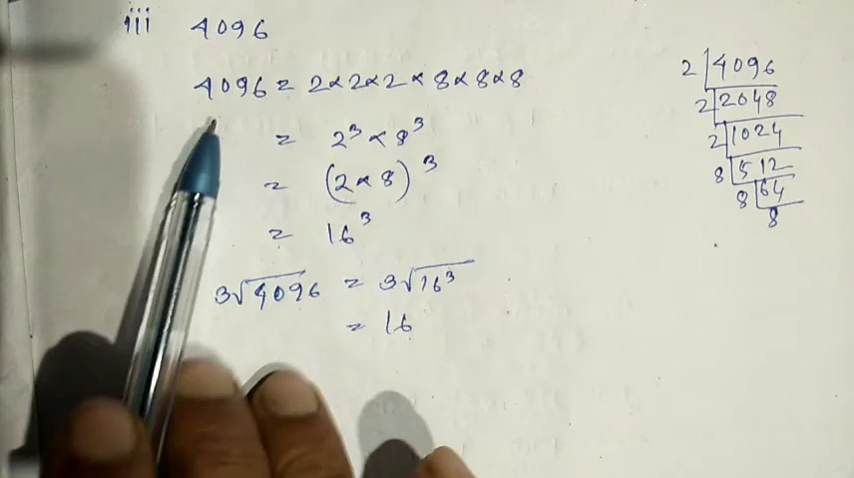 iii 4096
4096 = 2×2×2 × 8×8×8
= 2³ × 8³
= (2×8)³
= 16³
3√4096 = 3√16³
= 16
2 4096
2 2048
2 1024
8 512
8 64
8